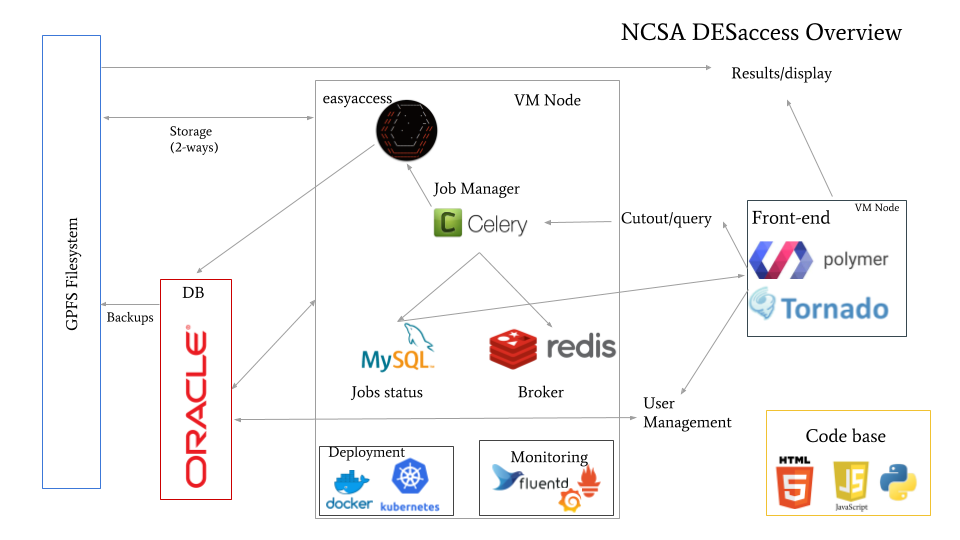 NCSA DESaccess Overview
Results/display
easyaccess
VM Node
Storage
(2-ways)
Job Manager
C Celery
Cutout/query
VM Node
Front-end
polymer
Tornado
GPFS Filesystem
DB
ORACLE®
Backups
MySQL™
redis
Jobs status
Broker
User
Management
Deployment
docker
kubernetes
Monitoring
fluentd
Code base
HTML
5
JS
JavaScript